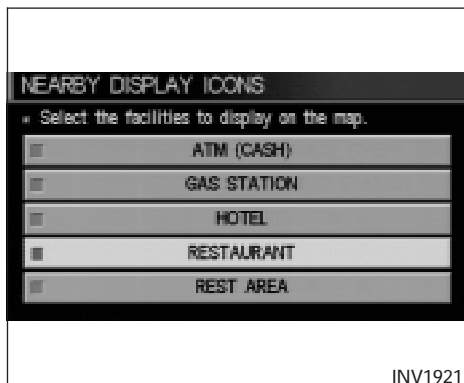 NEARBY DISPLAY ICONS
Select the facilities to display on the map.
ATM (CASH)
GAS STATION
HOTEL
RESTAURANT
REST AREA
INV1921